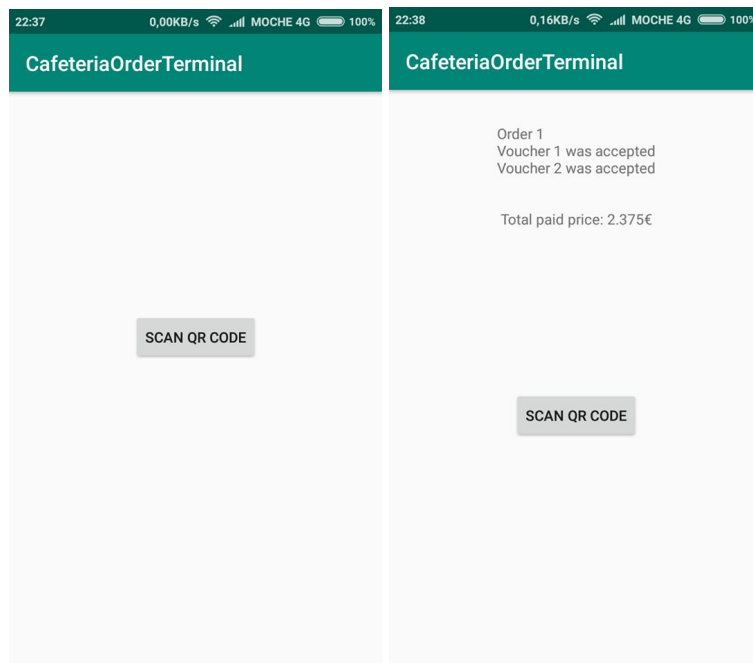 22:37 0,00KB/s MOCHE 4G 100%
CafeteriaOrderTerminal
SCAN QR CODE
22:38 0,16KB/s MOCHE 4G 100%
CafeteriaOrderTerminal
Order 1
Voucher 1 was accepted
Voucher 2 was accepted
Total paid price: 2.375€
SCAN QR CODE